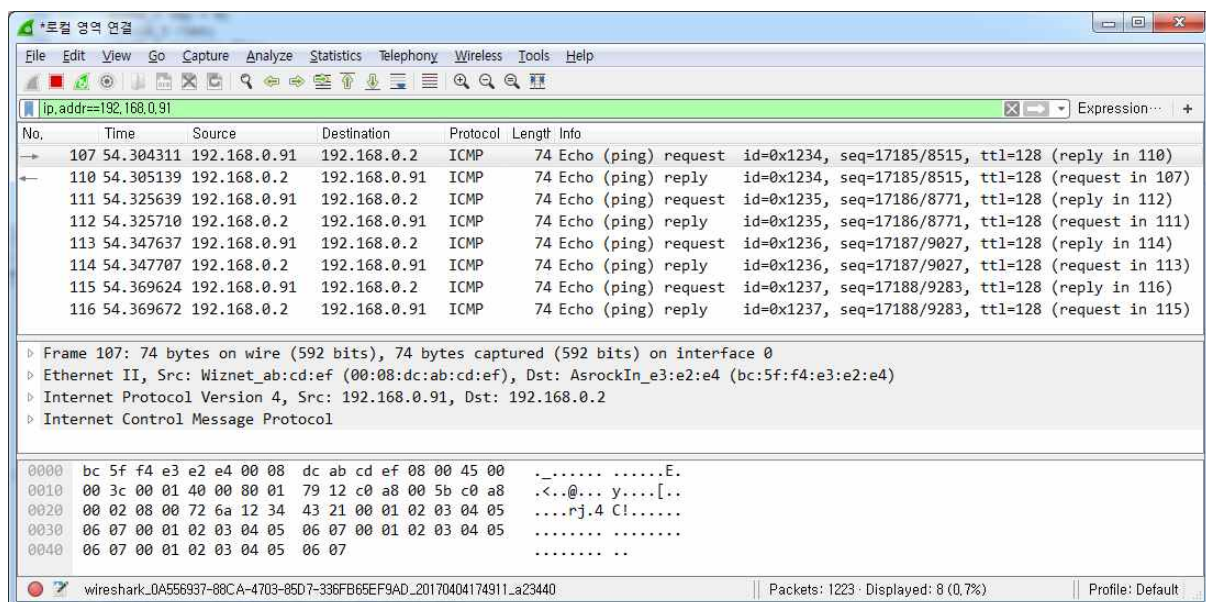 *로컬 영역 연결
File Edit View Go Capture Analyze Statistics Telephony Wireless Tools Help
ip.addr==192.168.0.91 Expression… +
No. Time Source Destination Protocol Length Info
107 54.304311 192.168.0.91 192.168.0.2 ICMP 74 Echo (ping) request id=0x1234, seq=17185/8515, ttl=128 (reply in 110)
110 54.305139 192.168.0.2 192.168.0.91 ICMP 74 Echo (ping) reply id=0x1234, seq=17185/8515, ttl=128 (request in 107)
111 54.325639 192.168.0.91 192.168.0.2 ICMP 74 Echo (ping) request id=0x1235, seq=17186/8771, ttl=128 (reply in 112)
112 54.325710 192.168.0.2 192.168.0.91 ICMP 74 Echo (ping) reply id=0x1235, seq=17186/8771, ttl=128 (request in 111)
113 54.347637 192.168.0.91 192.168.0.2 ICMP 74 Echo (ping) request id=0x1236, seq=17187/9027, ttl=128 (reply in 114)
114 54.347707 192.168.0.2 192.168.0.91 ICMP 74 Echo (ping) reply id=0x1236, seq=17187/9027, ttl=128 (request in 113)
115 54.369624 192.168.0.91 192.168.0.2 ICMP 74 Echo (ping) request id=0x1237, seq=17188/9283, ttl=128 (reply in 116)
116 54.369672 192.168.0.2 192.168.0.91 ICMP 74 Echo (ping) reply id=0x1237, seq=17188/9283, ttl=128 (request in 115)
Frame 107: 74 bytes on wire (592 bits), 74 bytes captured (592 bits) on interface 0
Ethernet II, Src: Wiznet_ab:cd:ef (00:08:dc:ab:cd:ef), Dst: AsrockIn_e3:e2:e4 (bc:5f:f4:e3:e2:e4)
Internet Protocol Version 4, Src: 192.168.0.91, Dst: 192.168.0.2
Internet Control Message Protocol
0000 bc 5f f4 e3 e2 e4 00 08 dc ab cd ef 08 00 45 00 ._...... ......E.
0010 00 3c 00 01 40 00 80 01 79 12 c0 a8 00 5b c0 a8 .<..@... y....[..
0020 00 02 08 00 72 6a 12 34 43 21 00 01 02 03 04 05 ....rj.4 C!......
0030 06 07 00 01 02 03 04 05 06 07 00 01 02 03 04 05 ........ ........
0040 06 07 00 01 02 03 04 05 06 07 ........ ..
wireshark_0A556937-88CA-4703-85D7-336FB65EF9AD_20170404174911_a23440 Packets: 1223 · Displayed: 8 (0.7%) Profile: Default